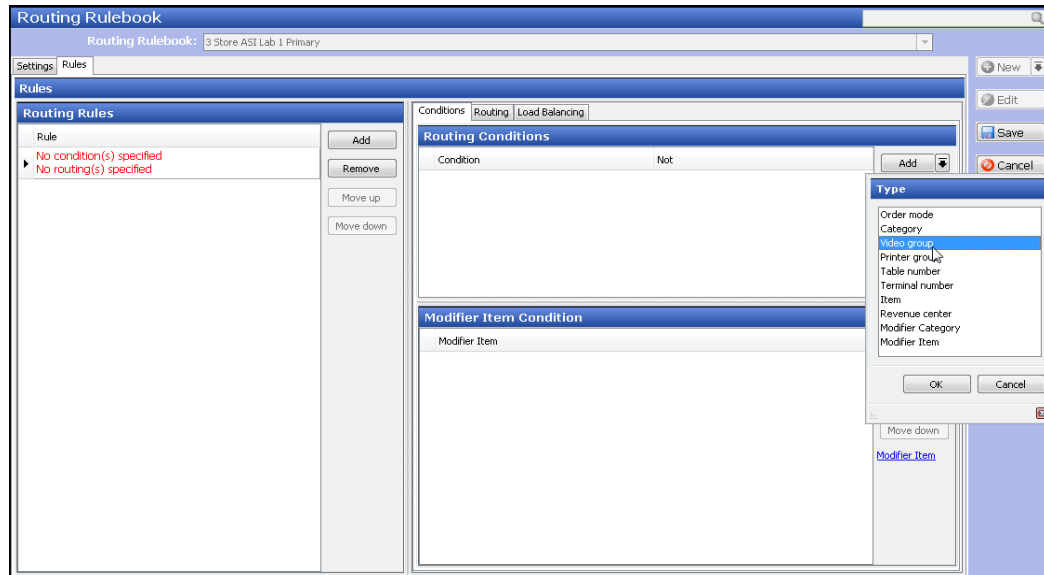 Routing Rulebook
Routing Rulebook: 3 Store ASI Lab 1 Primary
Settings Rules
New
Edit
Save
Cancel
Rules
Routing Rules
Rule
No condition(s) specified
No routing(s) specified
Add
Remove
Move up
Move down
Conditions Routing Load Balancing
Routing Conditions
Condition Not
Add
Type
Order mode
Category
Video group
Printer group
Table number
Terminal number
Item
Revenue center
Modifier Category
Modifier Item
OK Cancel
Modifier Item Condition
Modifier Item
Move down
Modifier Item